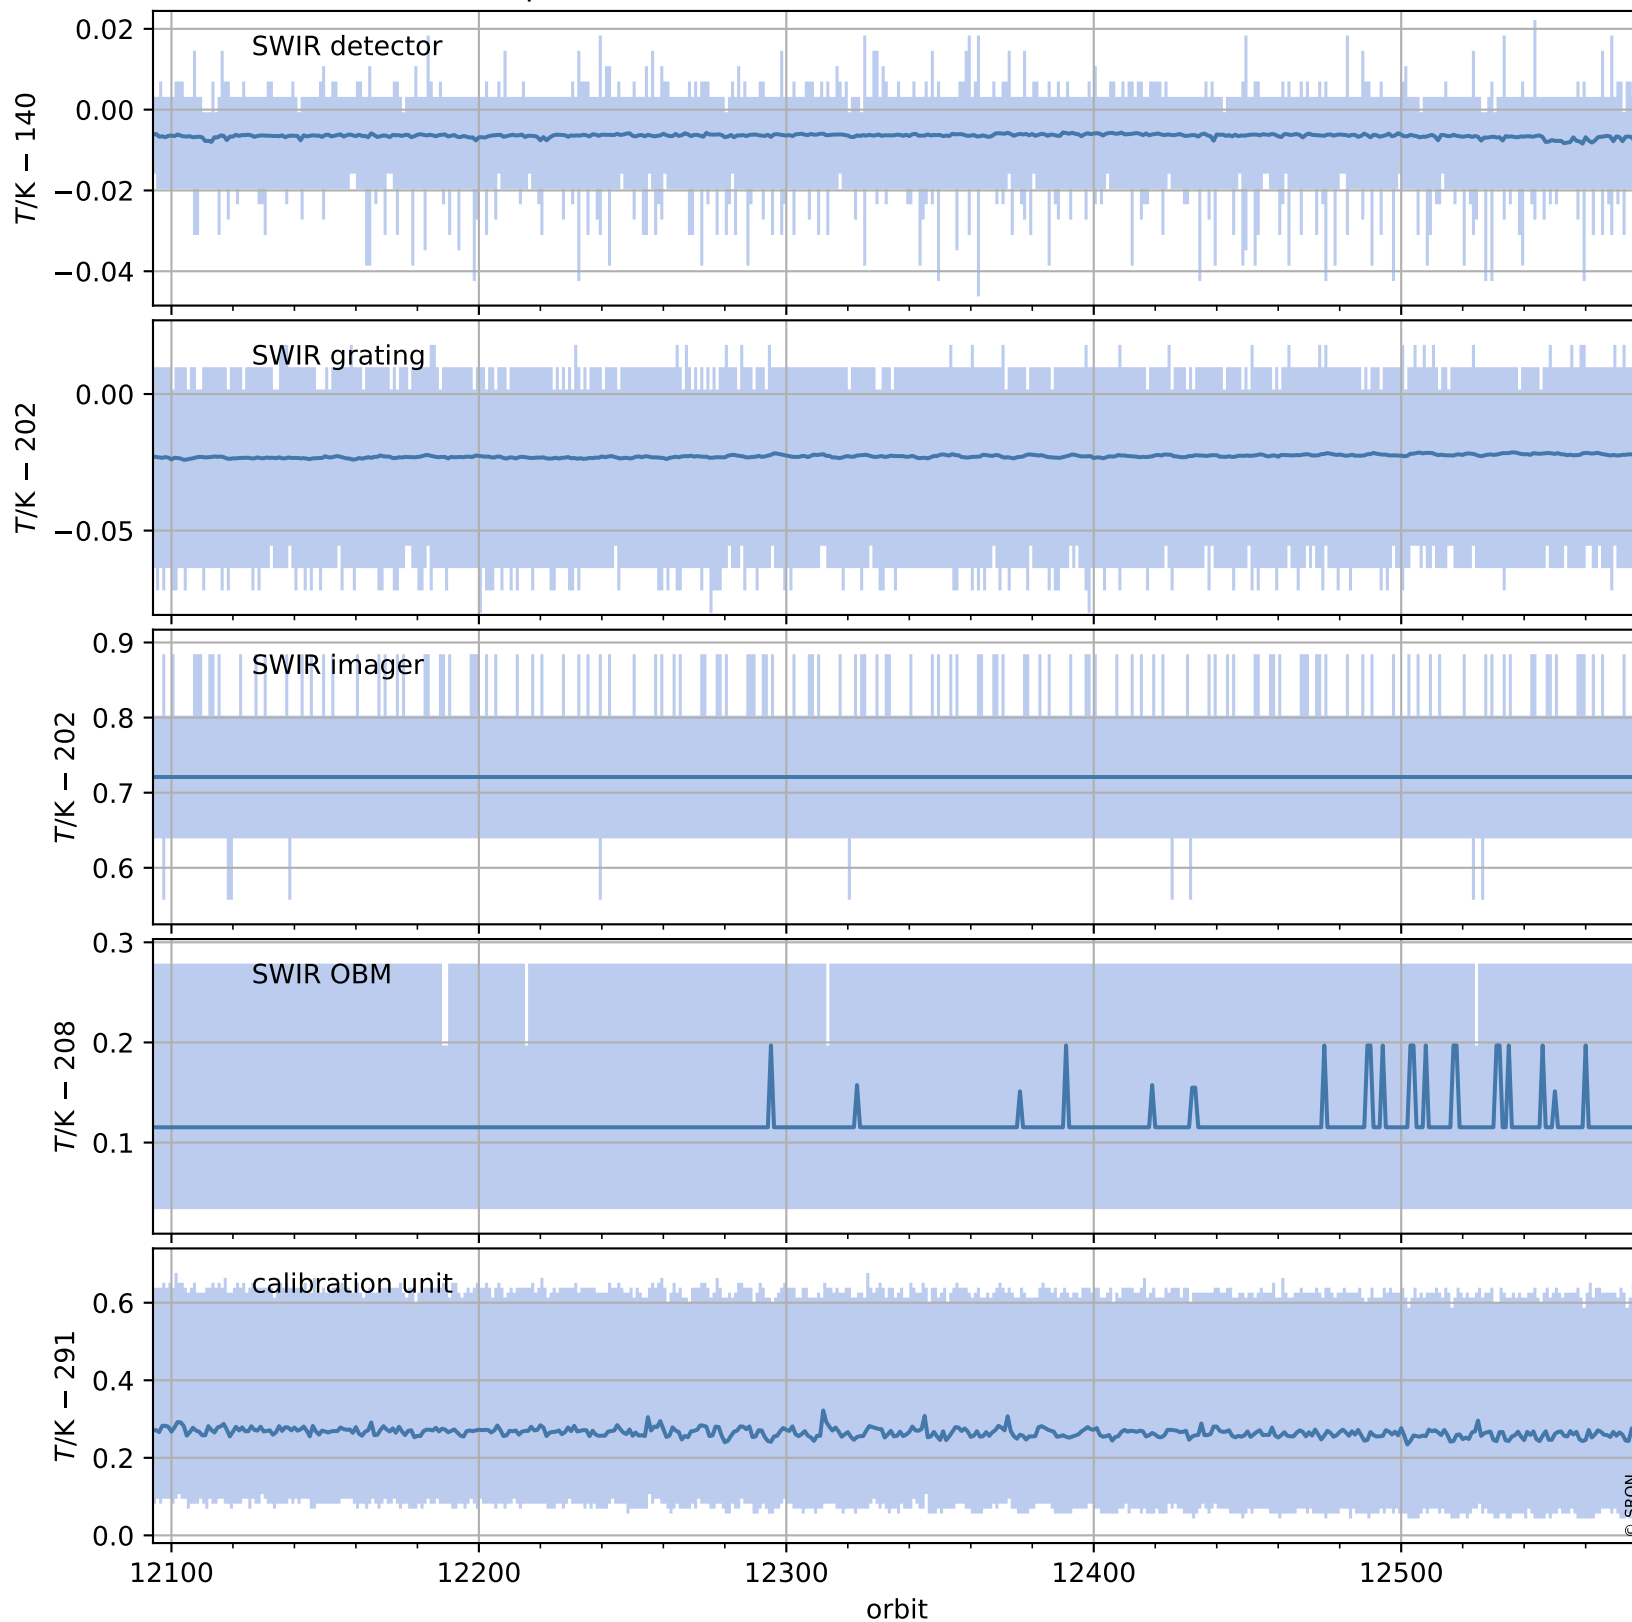 0.02
0.00
−0.02
−0.04
T/K − 140
SWIR detector
0.00
−0.05
T/K − 202
SWIR grating
0.9
0.8
0.7
0.6
T/K − 202
SWIR imager
0.3
0.2
0.1
T/K − 208
SWIR OBM
0.6
0.4
0.2
0.0
T/K − 291
calibration unit
© SRON
12100 12200 12300 12400 12500
orbit